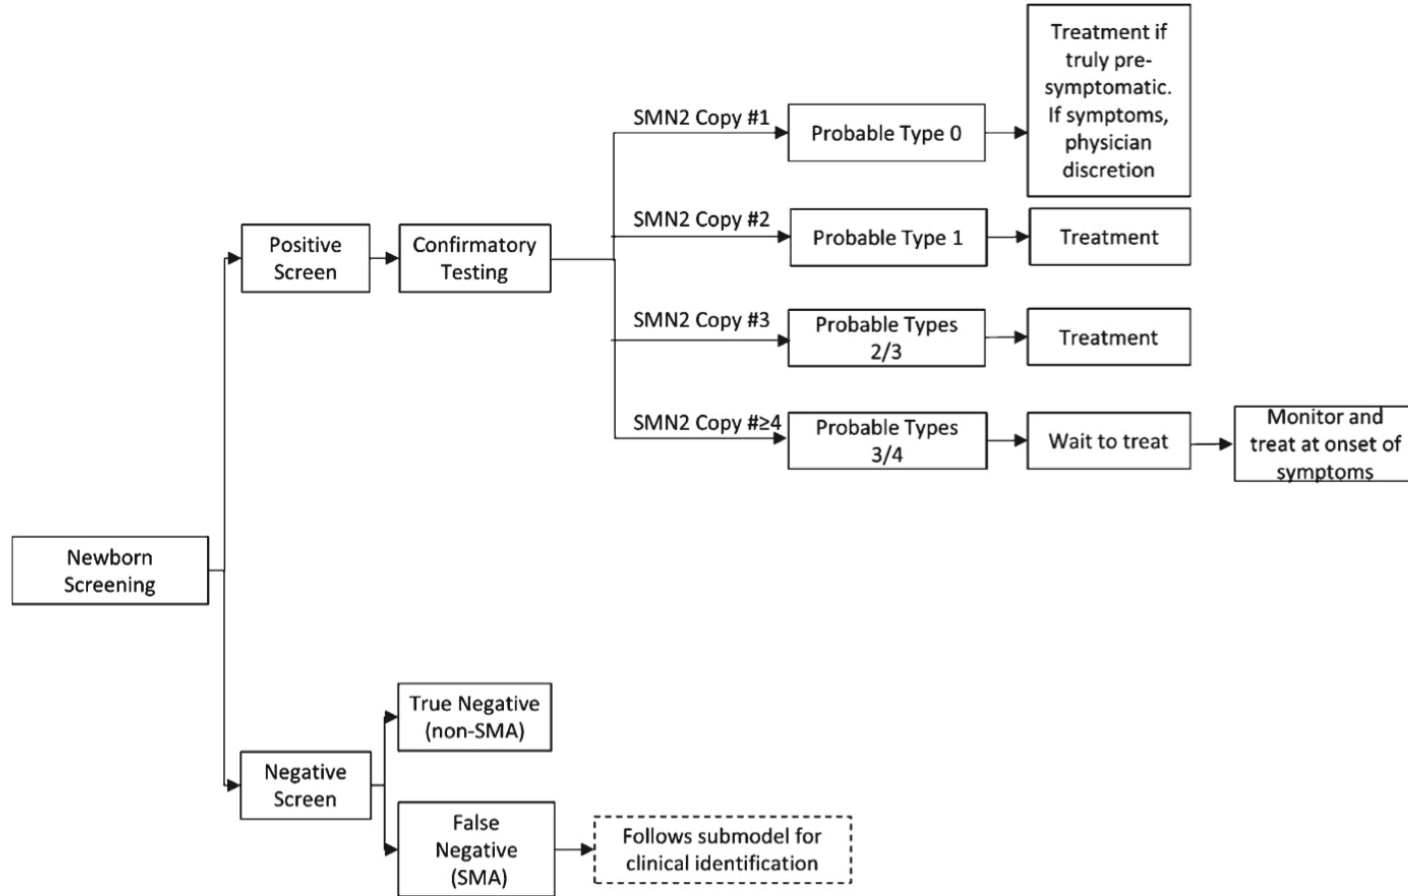 Treatment if
truly pre-
symptomatic.
If symptoms,
physician
discretion
SMN2 Copy #1
Probable Type 0
SMN2 Copy #2
Probable Type 1
Treatment
Positive
Screen
Confirmatory
Testing
SMN2 Copy #3
Probable Types
2/3
Treatment
SMN2 Copy #≥4
Probable Types
3/4
Wait to treat
Monitor and
treat at onset of
symptoms
Newborn
Screening
True Negative
(non-SMA)
Negative
Screen
False
Negative
(SMA)
Follows submodel for
clinical identification